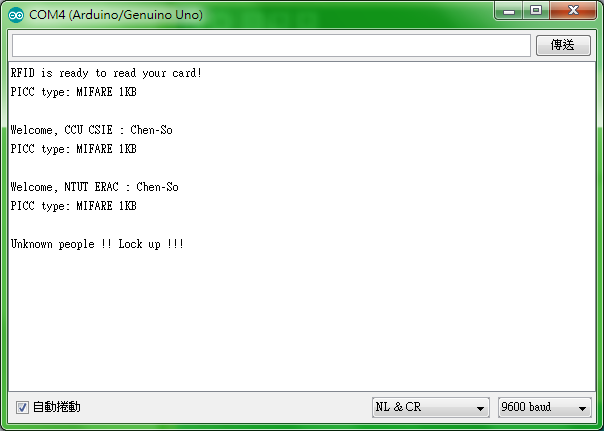 COM4 (Arduino/Genuino Uno)
傳送
RFID is ready to read your card!
PICC type: MIFARE 1KB
Welcome, CCU CSIE : Chen-So
PICC type: MIFARE 1KB
Welcome, NTUT ERAC : Chen-So
PICC type: MIFARE 1KB
Unknown people !! Lock up !!!
自動捲動
NL & CR
9600 baud